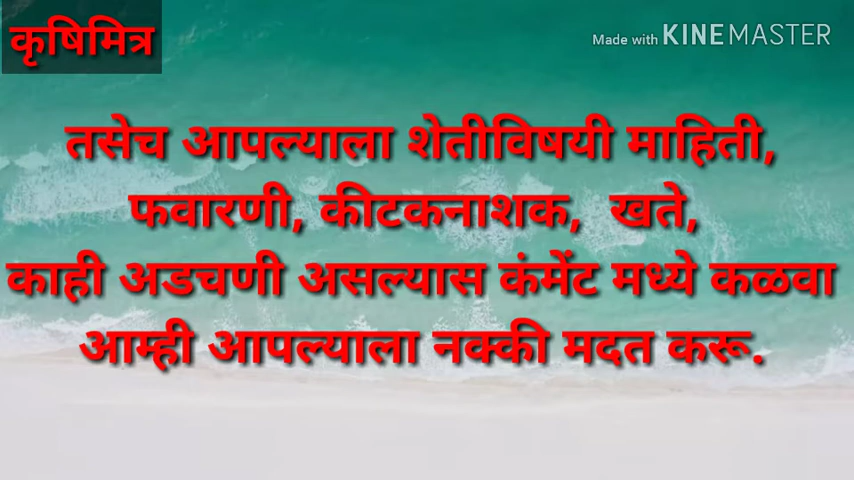 कृषिमित्र
Made with KINEMASTER
तसेच आपल्याला शेतीविषयी माहिती,
फवारणी, कीटकनाशक, खते,
काही अडचणी असल्यास कंमेंट मध्ये कळवा
आम्ही आपल्याला नक्की मदत करू.